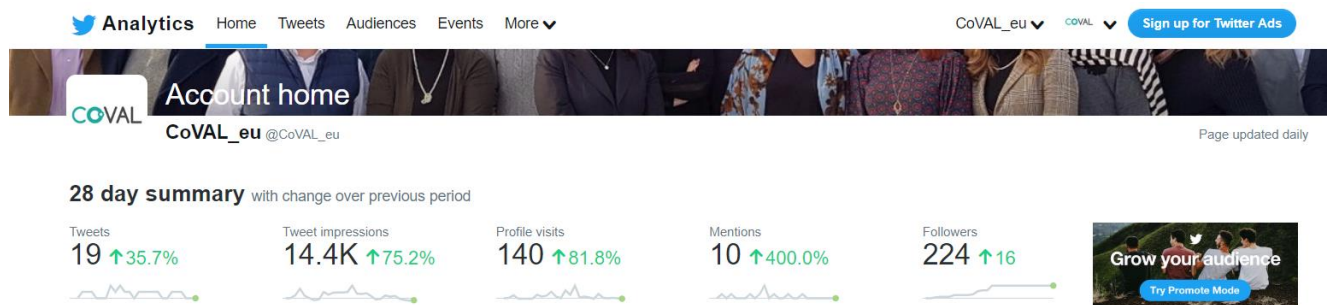 Analytics Home Tweets Audiences Events More CoVAL_eu COVAL Sign up for Twitter Ads
Account home
COVAL
CoVAL_eu @CoVAL_eu Page updated daily
28 day summary with change over previous period
Tweets Tweet impressions Profile visits Mentions Followers
19 ↑35.7% 14.4K ↑75.2% 140 ↑81.8% 10 ↑400.0% 224 ↑16
Grow your audience
Try Promote Mode